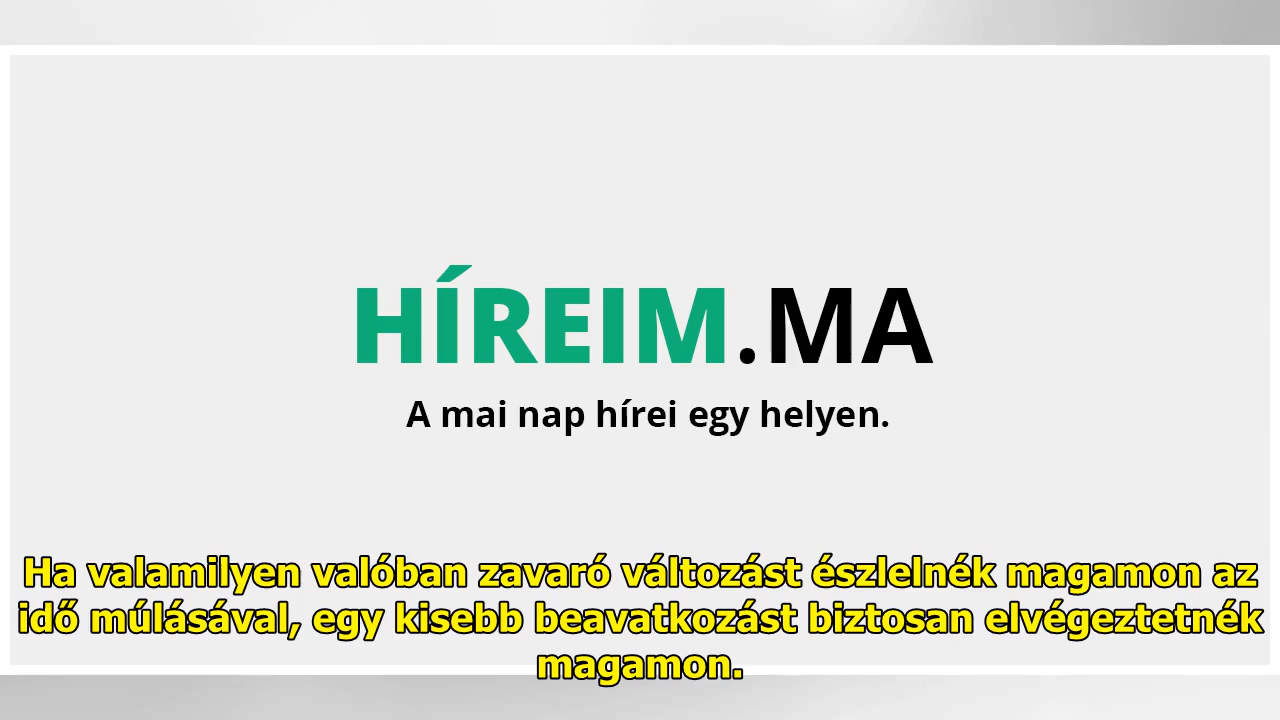 HÍREIM.MA
A mai nap hírei egy helyen.
Ha valamilyen valóban zavaró változást észlelnék magamon az
idő múlásával, egy kisebb beavatkozást biztosan elvégeztetnék
magamon.